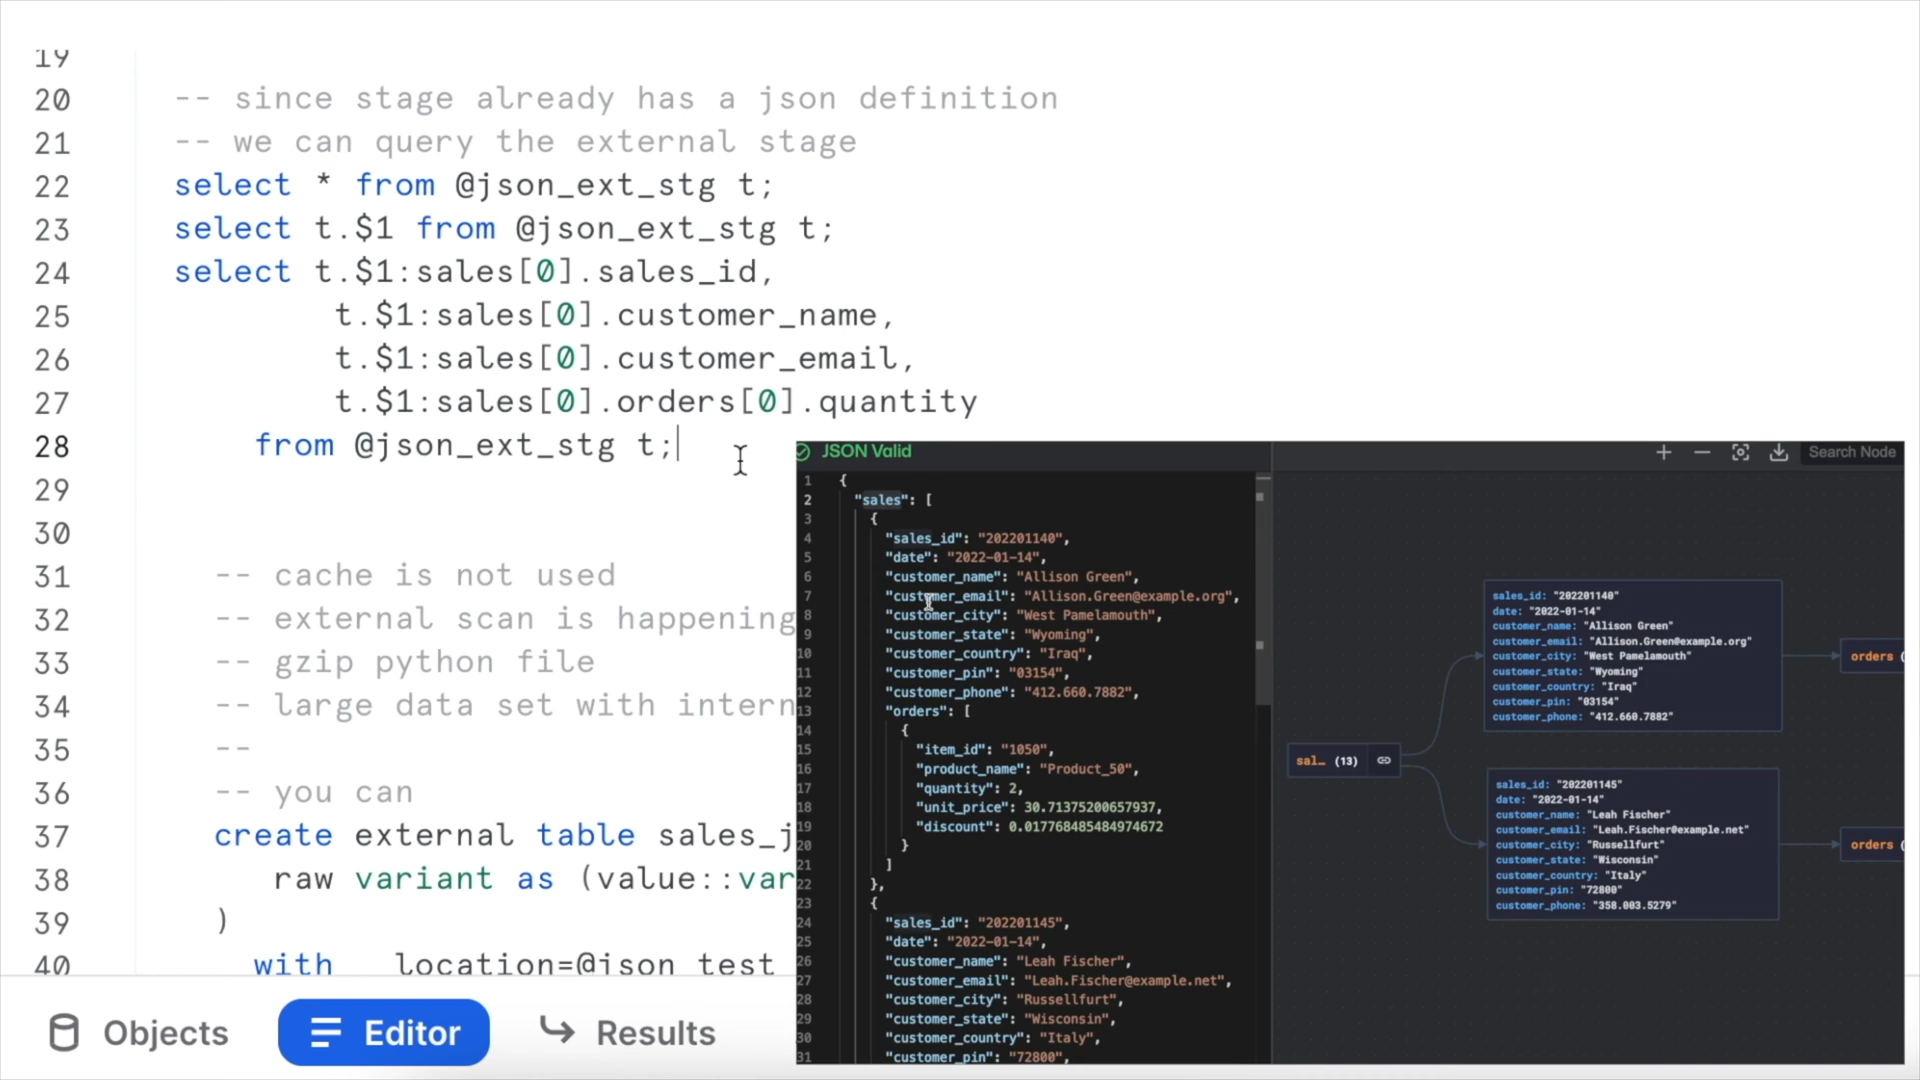 19
20 -- since stage already has a json definition
21 -- we can query the external stage
22 select * from @json_ext_stg t;
23 select t.$1 from @json_ext_stg t;
24 select t.$1:sales[0].sales_id,
25 t.$1:sales[0].customer_name,
26 t.$1:sales[0].customer_email,
27 t.$1:sales[0].orders[0].quantity
28 from @json_ext_stg t;
29
30
31 -- cache is not used
32 -- external scan is happening
33 -- gzip python file
34 -- large data set with intern
35 --
36 -- you can
37 create external table sales_j
38 raw variant as (value::var
39 )
40 with location=@json_test
Objects
Editor
Results
JSON Valid
1 {
2 "sales": [
3 {
4 "sales_id": "202201140",
5 "date": "2022-01-14",
6 "customer_name": "Allison Green",
7 "customer_email": "Allison.Green@example.org",
8 "customer_city": "West Pamelamouth",
9 "customer_state": "Wyoming",
10 "customer_country": "Iraq",
11 "customer_pin": "03154",
12 "customer_phone": "412.660.7882",
13 "orders": [
14 {
15 "item_id": "1050",
16 "product_name": "Product_50",
17 "quantity": 2,
18 "unit_price": 30.71375200657937,
19 "discount": 0.017768485484974672
20 }
21 ]
22 },
23 {
24 "sales_id": "202201145",
25 "date": "2022-01-14",
26 "customer_name": "Leah Fischer",
27 "customer_email": "Leah.Fischer@example.net",
28 "customer_city": "Russellfurt",
29 "customer_state": "Wisconsin",
30 "customer_country": "Italy",
31 "customer_pin": "72800",
Search Node
sal… (13)
sales_id: "202201140"
date: "2022-01-14"
customer_name: "Allison Green"
customer_email: "Allison.Green@example.org"
customer_city: "West Pamelamouth"
customer_state: "Wyoming"
customer_country: "Iraq"
customer_pin: "03154"
customer_phone: "412.660.7882"
orders (
sales_id: "202201145"
date: "2022-01-14"
customer_name: "Leah Fischer"
customer_email: "Leah.Fischer@example.net"
customer_city: "Russellfurt"
customer_state: "Wisconsin"
customer_country: "Italy"
customer_pin: "72800"
customer_phone: "358.003.5279"
orders (